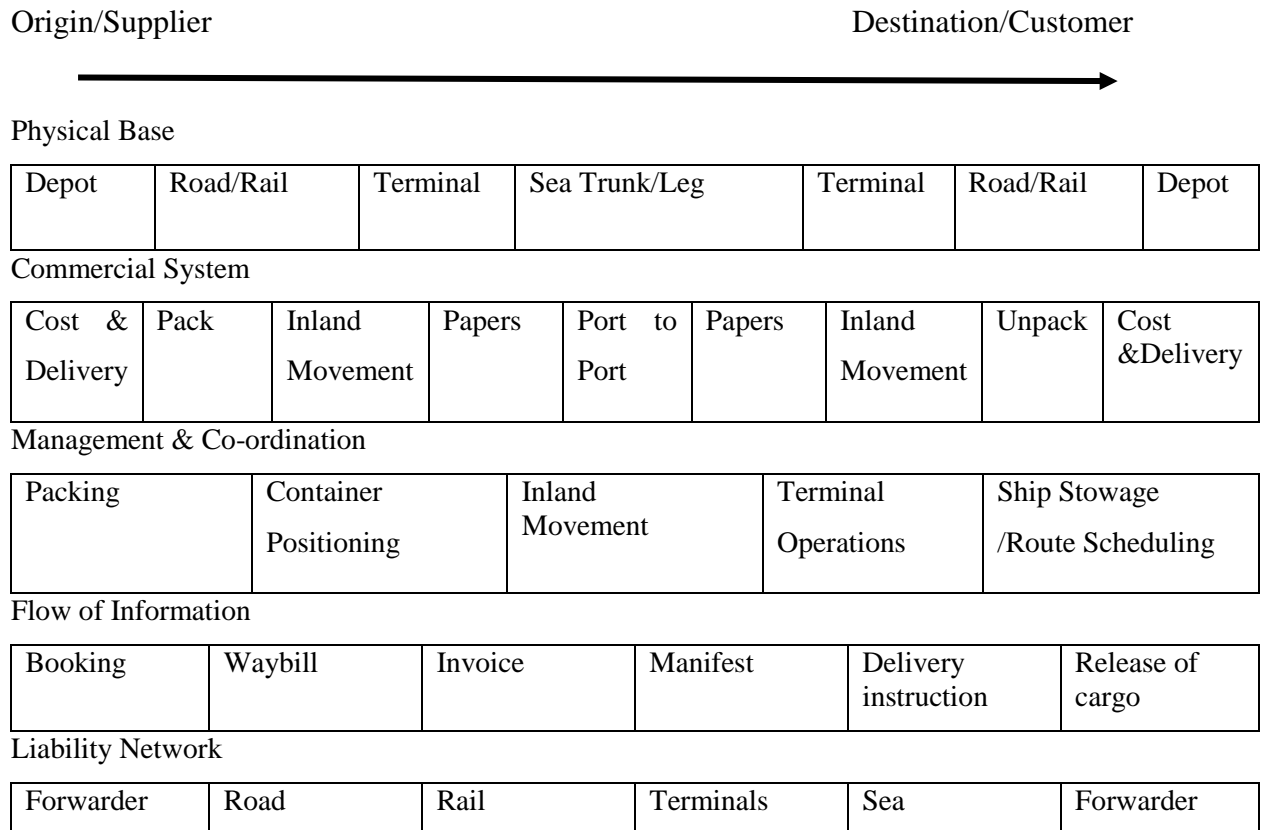 Origin/Supplier Destination/Customer
Physical Base
Depot Road/Rail Terminal Sea Trunk/Leg Terminal Road/Rail Depot
Commercial System
Cost & Pack Inland Papers Port to Papers Inland Unpack Cost
Delivery Movement Port Movement &Delivery
Management & Co-ordination
Packing Container Inland Terminal Ship Stowage
Positioning Movement Operations /Route Scheduling
Flow of Information
Booking Waybill Invoice Manifest Delivery Release of
instruction cargo
Liability Network
Forwarder Road Rail Terminals Sea Forwarder